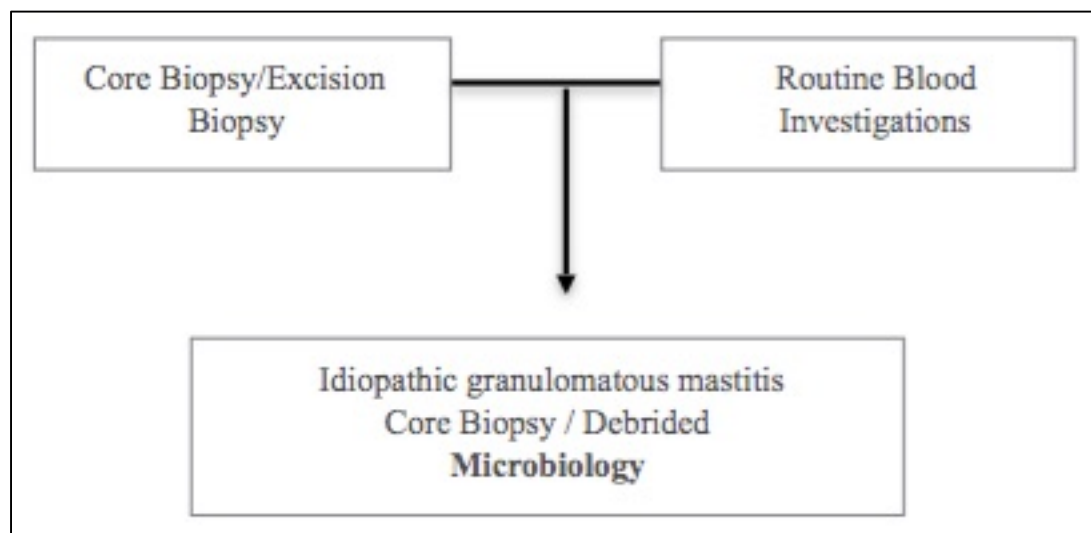 Core Biopsy/Excision
Biopsy
Routine Blood
Investigations
Idiopathic granulomatous mastitis
Core Biopsy / Debrided
Microbiology